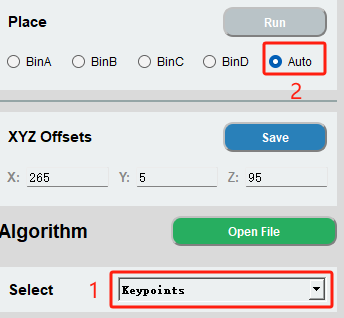 Place Run
BinA BinB BinC BinD Auto
2
XYZ Offsets Save
X: 265 Y: 5 Z: 95
Algorithm Open File
Select 1 Keypoints